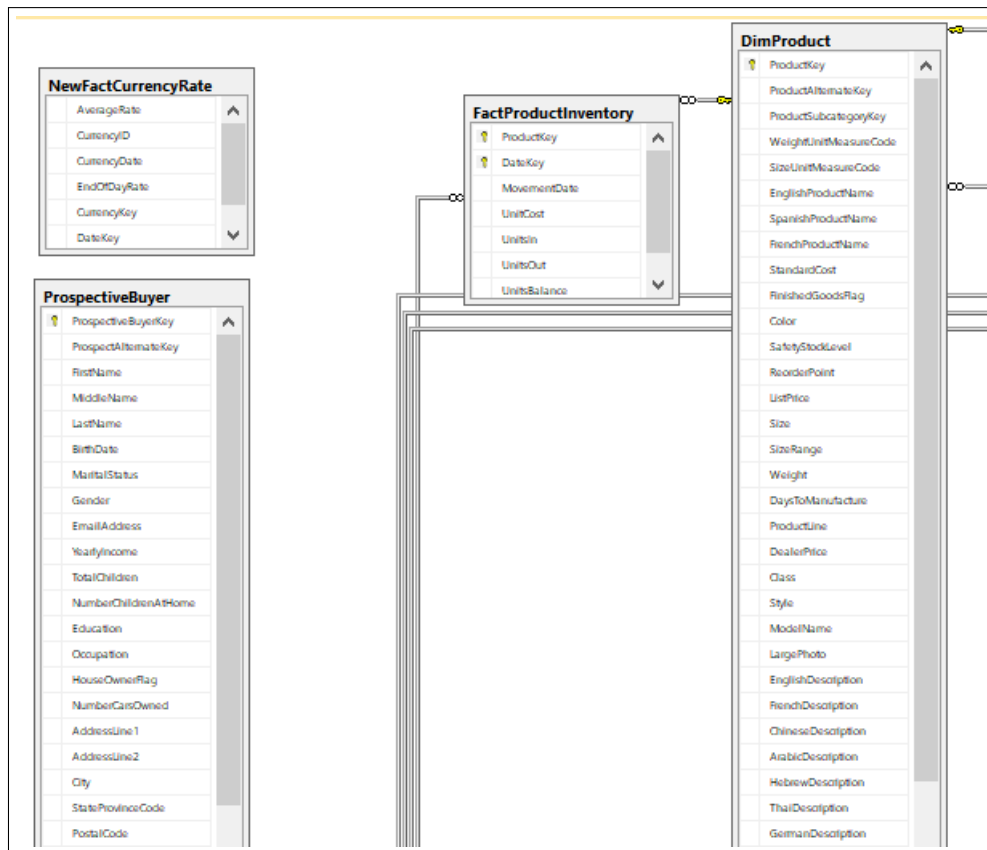 NewFactCurrencyRate
AverageRate
CurrencyID
CurrencyDate
EndOfDayRate
CurrencyKey
DateKey
ProspectiveBuyer
ProspectiveBuyerKey
ProspectAlternateKey
FirstName
MiddleName
LastName
BirthDate
MaritalStatus
Gender
EmailAddress
YearlyIncome
TotalChildren
NumberChildrenAtHome
Education
Occupation
HouseOwnerFlag
NumberCarsOwned
AddressLine1
AddressLine2
City
StateProvinceCode
PostalCode
FactProductInventory
ProductKey
DateKey
MovementDate
UnitCost
UnitsIn
UnitsOut
UnitsBalance
DimProduct
ProductKey
ProductAlternateKey
ProductSubcategoryKey
WeightUnitMeasureCode
SizeUnitMeasureCode
EnglishProductName
SpanishProductName
FrenchProductName
StandardCost
FinishedGoodsFlag
Color
SafetyStockLevel
ReorderPoint
ListPrice
Size
SizeRange
Weight
DaysToManufacture
ProductLine
DealerPrice
Class
Style
ModelName
LargePhoto
EnglishDescription
FrenchDescription
ChineseDescription
ArabicDescription
HebrewDescription
ThaiDescription
GermanDescription